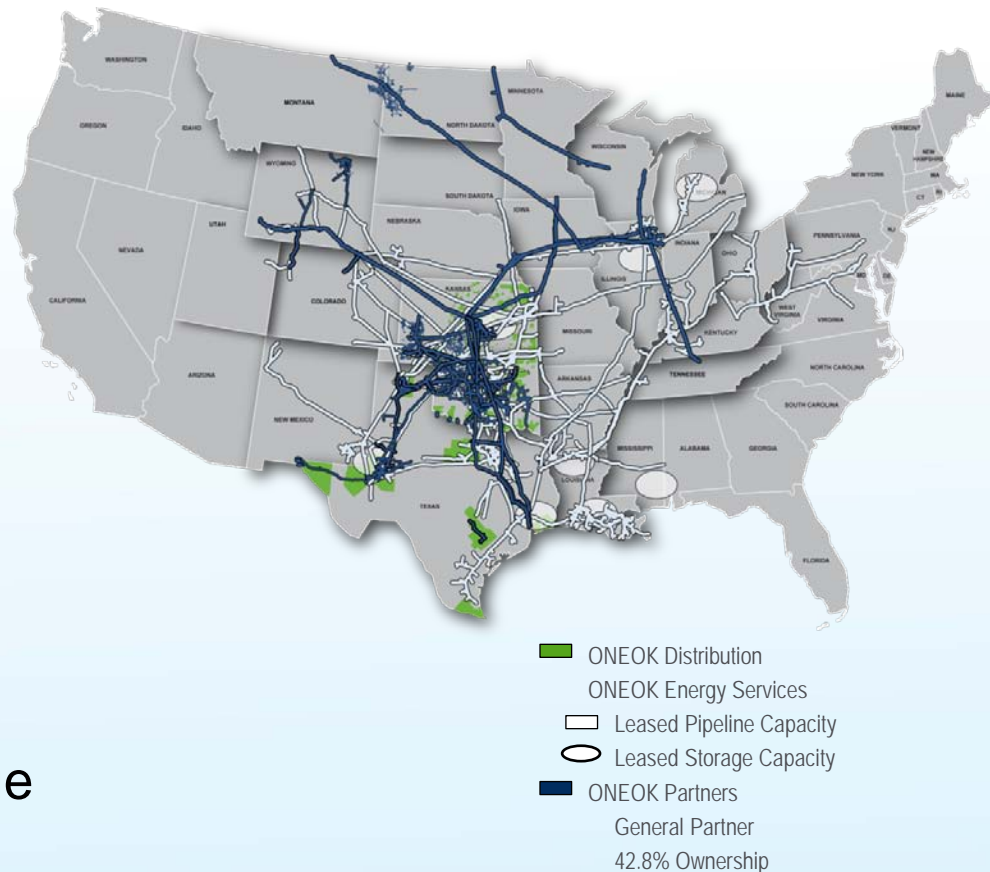 WASHINGTON
MAINE
MONTANA
MINNESOTA
NORTH DAKOTA
OREGON
IDAHO
VERMONT
NEW
HAMPSHIRE
WISCONSIN
WYOMING
NEW YORK
MA
RI
CT
MICHIGAN
SOUTH DAKOTA
IOWA
NEBRASKA
PENNSYLVANIA
NJ
UTAH
NEVADA
INDIANA
OHIO
MD
DE
ILLINOIS
KANSAS
COLORADO
CALIFORNIA
WEST
VIRGINIA
VIRGINIA
MISSOURI
KENTUCKY
NORTH CAROLINA
TENNESSEE
ARIZONA
ARKANSAS
SOUTH CAROLINA
NEW MEXICO
MISSISSIPPI
ALABAMA
GEORGIA
LOUISIANA
TEXAS
FLORIDA
ONEOK Distribution
ONEOK Energy Services
Leased Pipeline Capacity
Leased Storage Capacity
e
ONEOK Partners
General Partner
42.8% Ownership